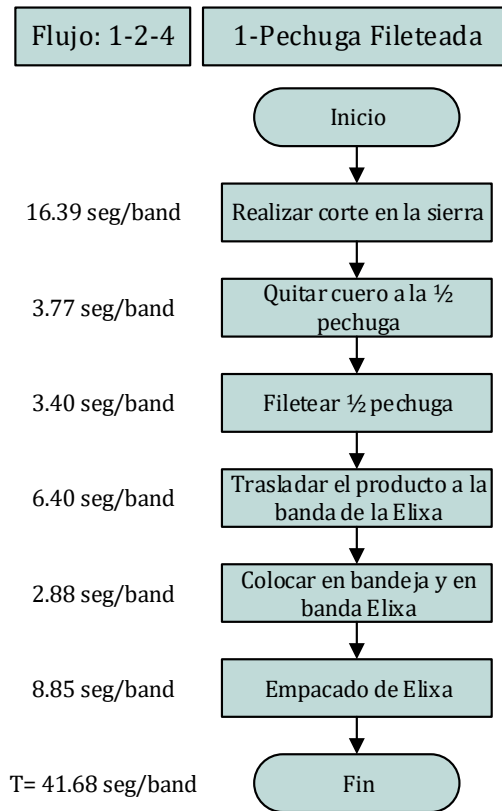 Flujo: 1-2-4
1-Pechuga Fileteada
Inicio
16.39 seg/band
Realizar corte en la sierra
3.77 seg/band
Quitar cuero a la ½
pechuga
3.40 seg/band
Filetear ½ pechuga
6.40 seg/band
Trasladar el producto a la
banda de la Elixa
2.88 seg/band
Colocar en bandeja y en
banda Elixa
8.85 seg/band
Empacado de Elixa
T= 41.68 seg/band
Fin